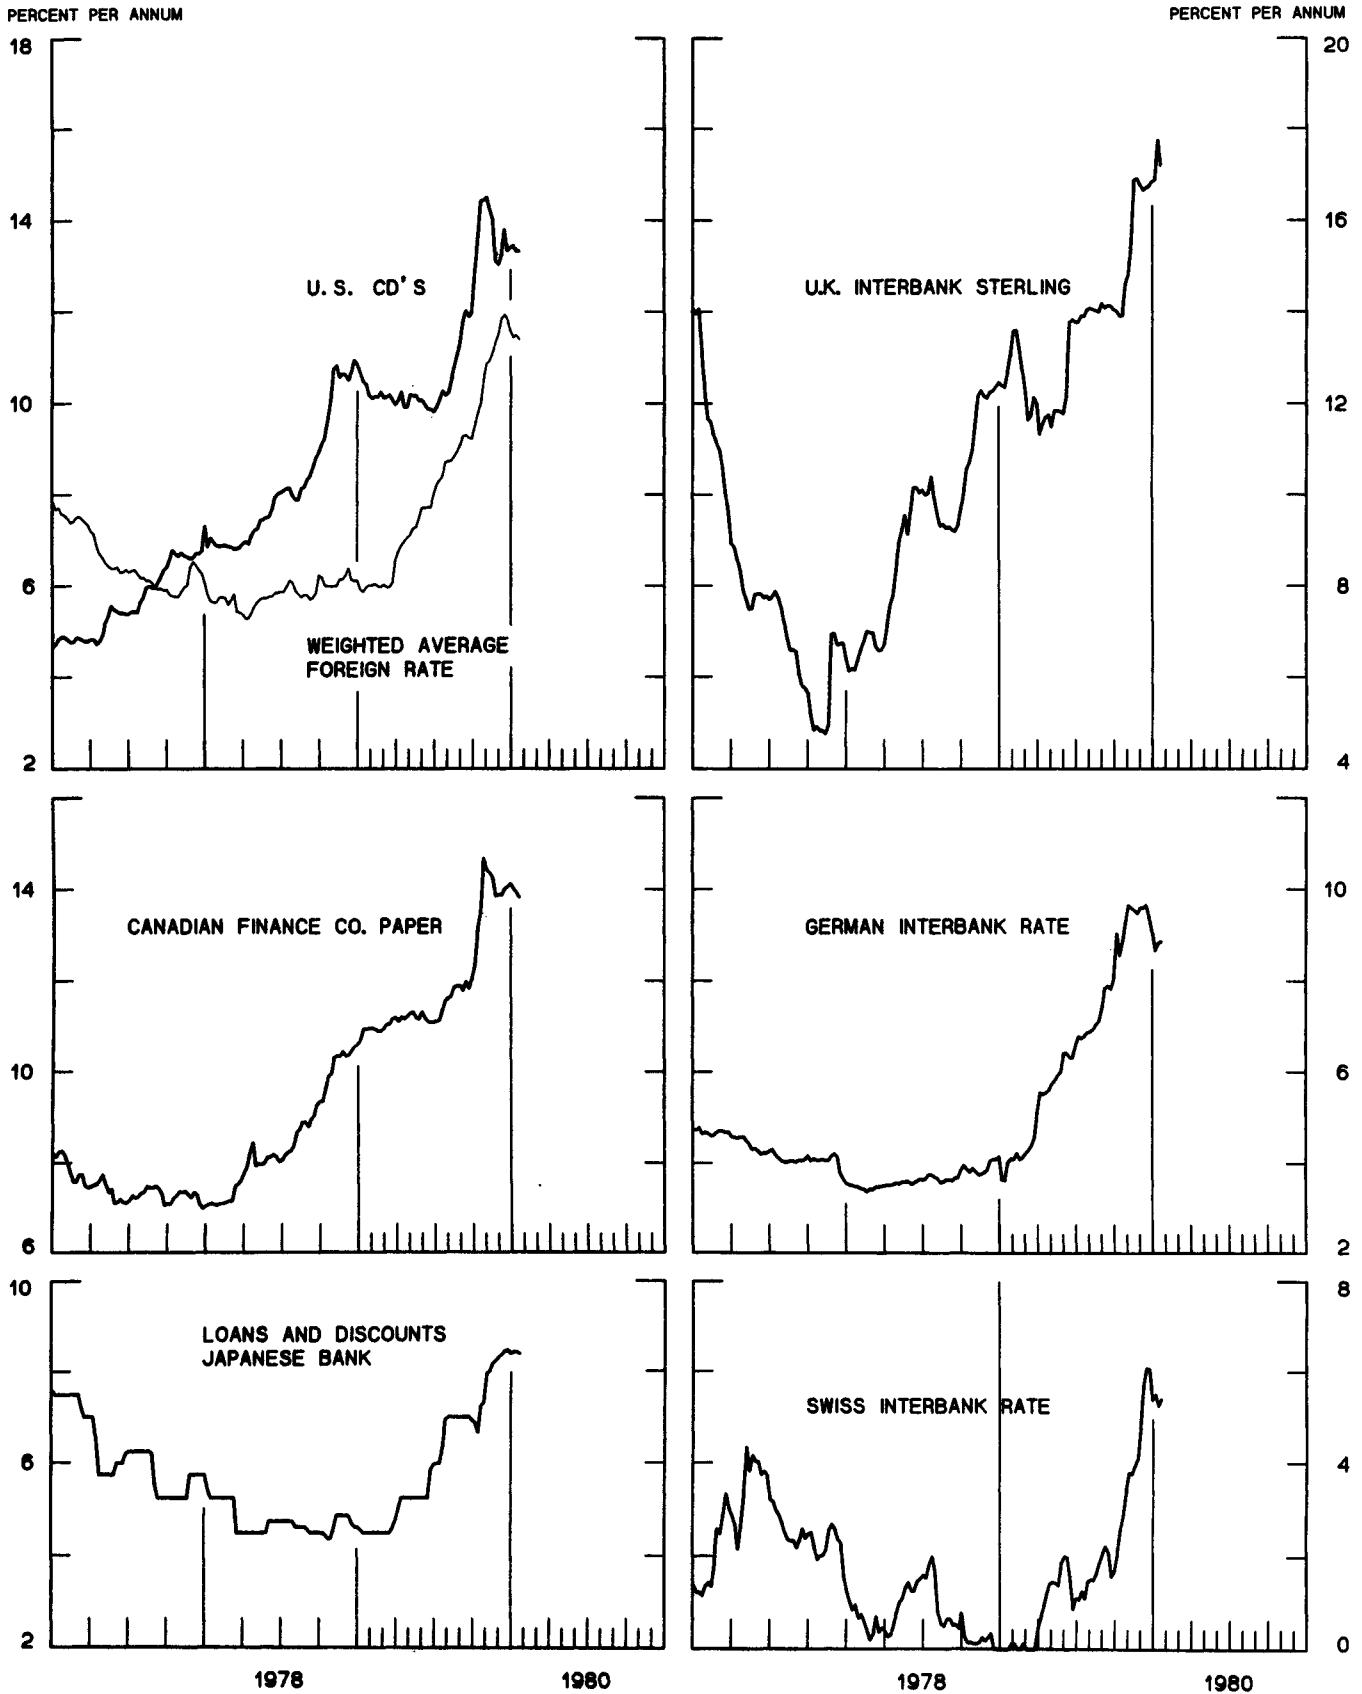 PERCENT PER ANNUM
PERCENT PER ANNUM
18
20
14
16
U.S. CD'S
U.K. INTERBANK STERLING
10
12
6
8
WEIGHTED AVERAGE
FOREIGN RATE
2
4
14
10
CANADIAN FINANCE CO. PAPER
GERMAN INTERBANK RATE
10
6
6
2
10
8
LOANS AND DISCOUNTS
JAPANESE BANK
SWISS INTERBANK RATE
6
4
2
0
1978
1980
1978
1980